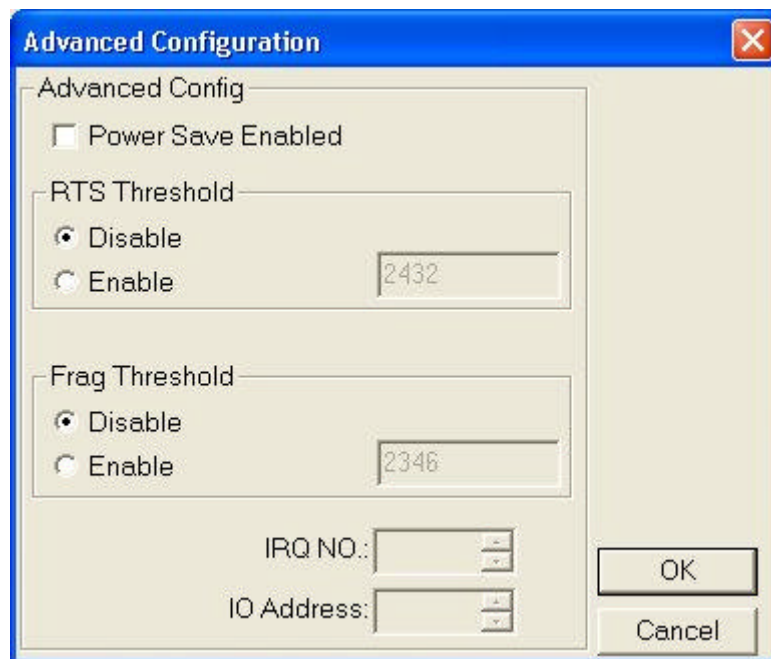 Advanced Configuration
Advanced Config
Power Save Enabled
RTS Threshold
Disable
Enable
2432
Frag Threshold
Disable
Enable
2346
IRQ NO.:
IO Address:
OK
Cancel